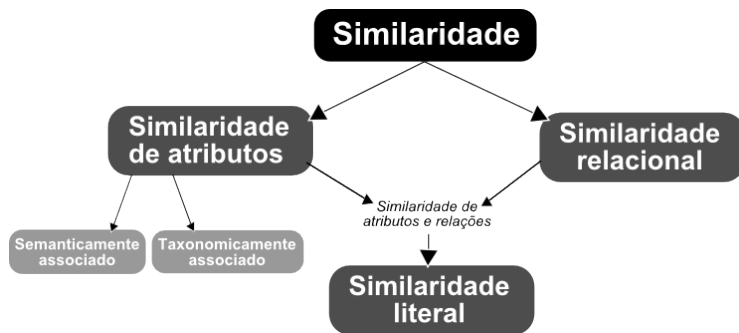 Similaridade
Similaridade
de atributos
Similaridade
relacional
Similaridade de
atributos e relações
Semanticamente
associado
Taxonomicamente
associado
Similaridade
literal